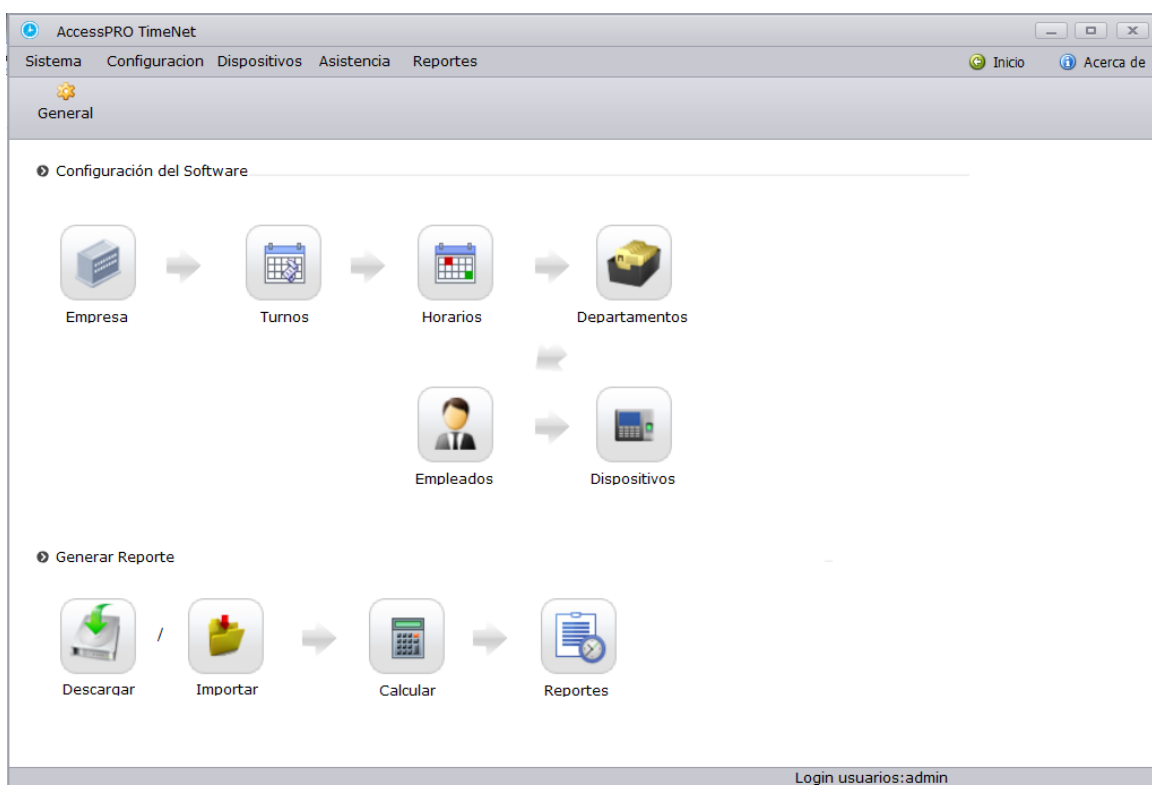 AccessPRO TimeNet
Sistema Configuracion Dispositivos Asistencia Reportes Inicio Acerca de
General
Configuración del Software
Empresa Turnos Horarios Departamentos
Empleados Dispositivos
Generar Reporte
/
Descargar Importar Calcular Reportes
Login usuarios:admin